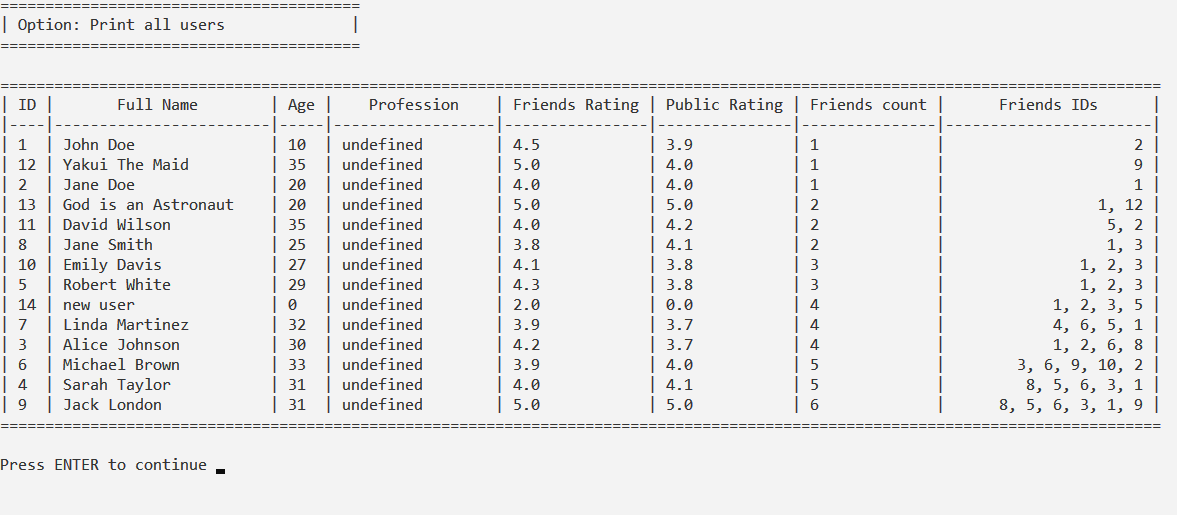 ========================================
| Option: Print all users              |
========================================
=================================================================================================================================
| ID |       Full Name        | Age |    Profession    | Friends Rating | Public Rating | Friends count |      Friends IDs      |
|----|------------------------|-----|------------------|----------------|---------------|---------------|-----------------------|
| 1  | John Doe               | 10  | undefined        | 4.5            | 3.9           | 1             |                     2 |
| 12 | Yakui The Maid         | 35  | undefined        | 5.0            | 4.0           | 1             |                     9 |
| 2  | Jane Doe               | 20  | undefined        | 4.0            | 4.0           | 1             |                     1 |
| 13 | God is an Astronaut    | 20  | undefined        | 5.0            | 5.0           | 2             |                 1, 12 |
| 11 | David Wilson           | 35  | undefined        | 4.0            | 4.2           | 2             |                  5, 2 |
| 8  | Jane Smith             | 25  | undefined        | 3.8            | 4.1           | 2             |                  1, 3 |
| 10 | Emily Davis            | 27  | undefined        | 4.1            | 3.8           | 3             |               1, 2, 3 |
| 5  | Robert White           | 29  | undefined        | 4.3            | 3.8           | 3             |               1, 2, 3 |
| 14 | new user               | 0   | undefined        | 2.0            | 0.0           | 4             |            1, 2, 3, 5 |
| 7  | Linda Martinez         | 32  | undefined        | 3.9            | 3.7           | 4             |            4, 6, 5, 1 |
| 3  | Alice Johnson          | 30  | undefined        | 4.2            | 3.7           | 4             |            1, 2, 6, 8 |
| 6  | Michael Brown          | 33  | undefined        | 3.9            | 4.0           | 5             |        3, 6, 9, 10, 2 |
| 4  | Sarah Taylor           | 31  | undefined        | 4.0            | 4.1           | 5             |         8, 5, 6, 3, 1 |
| 9  | Jack London            | 31  | undefined        | 5.0            | 5.0           | 6             |      8, 5, 6, 3, 1, 9 |
=================================================================================================================================
Press ENTER to continue